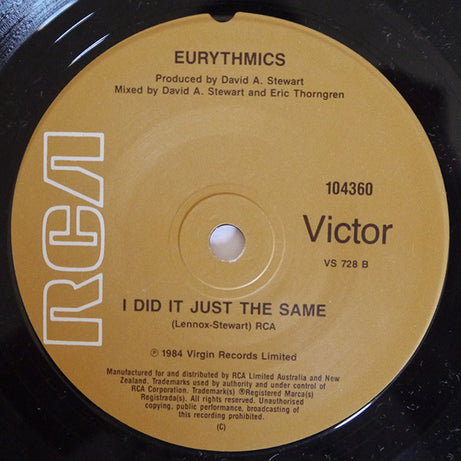 EURYTHMICS
Produced by David A. Stewart
Mixed by David A. Stewart and Eric Thorngren
RCA
104360
Victor
VS 728 B
I DID IT JUST THE SAME
(Lennox-Stewart) RCA
℗ 1984 Virgin Records Limited
Manufactured for and distributed by RCA Limited Australia and New
Zealand. Trademarks used by authority and under control of
RCA Corporation. Trademark(s) ®Registered Marca(s)
Registrada(s). All rights reserved. Unauthorised
copying, public performance, broadcasting of
this recording prohibited.
(C)